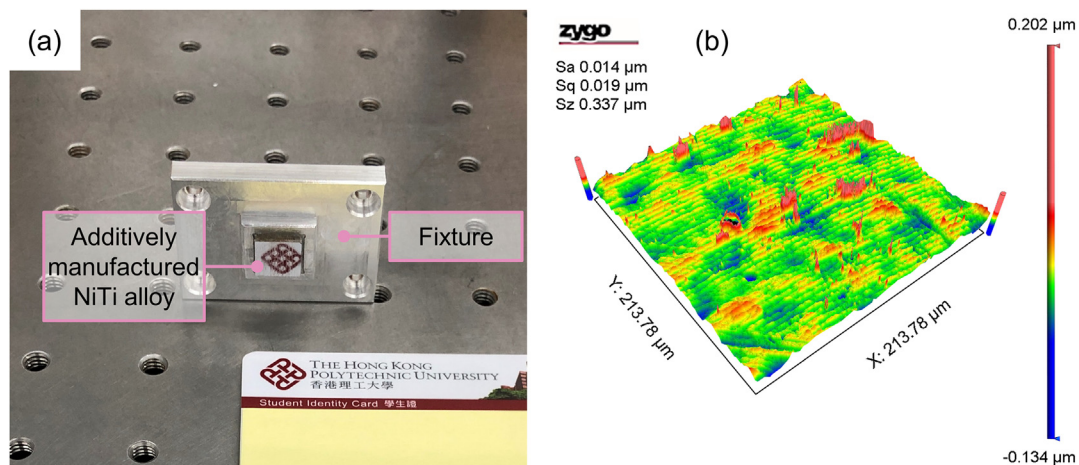 (a)
Additively
manufactured
NiTi alloy
Fixture
THE HONG KONG
POLYTECHNIC UNIVERSITY
香港理工大學
Student Identity Card 學生證
zygo
(b)
Sa 0.014 μm
Sq 0.019 μm
Sz 0.337 μm
0.202 μm
Y: 213.78 μm
X: 213.78 μm
-0.134 μm